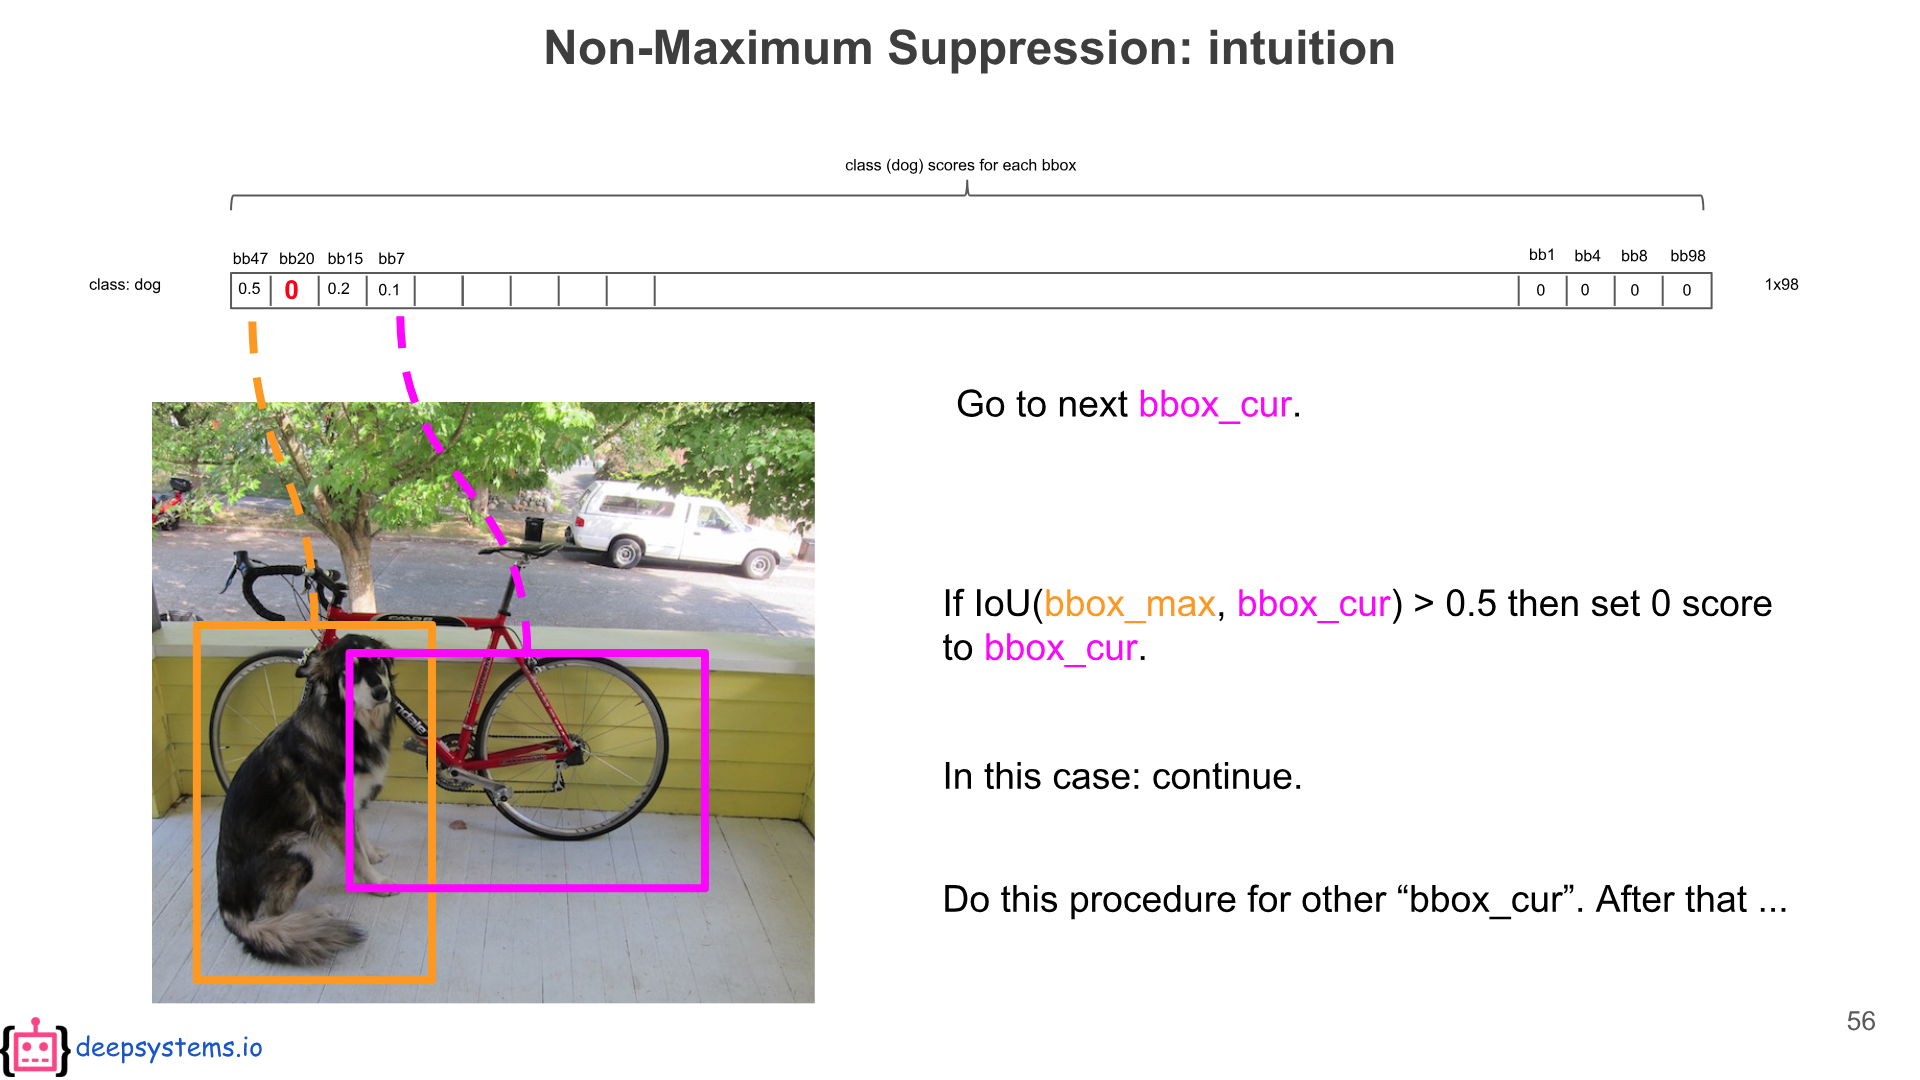 Non-Maximum Suppression: intuition
class (dog) scores for each bbox
bb47 bb20 bb15 bb7 bb1 bb4 bb8 bb98
class: dog 0.5 0 0.2 0.1 0 0 0 0 1x98
Go to next bbox_cur.
If IoU(bbox_max, bbox_cur) > 0.5 then set 0 score
to bbox_cur.
In this case: continue.
Do this procedure for other “bbox_cur”. After that ...
56
deepsystems.io